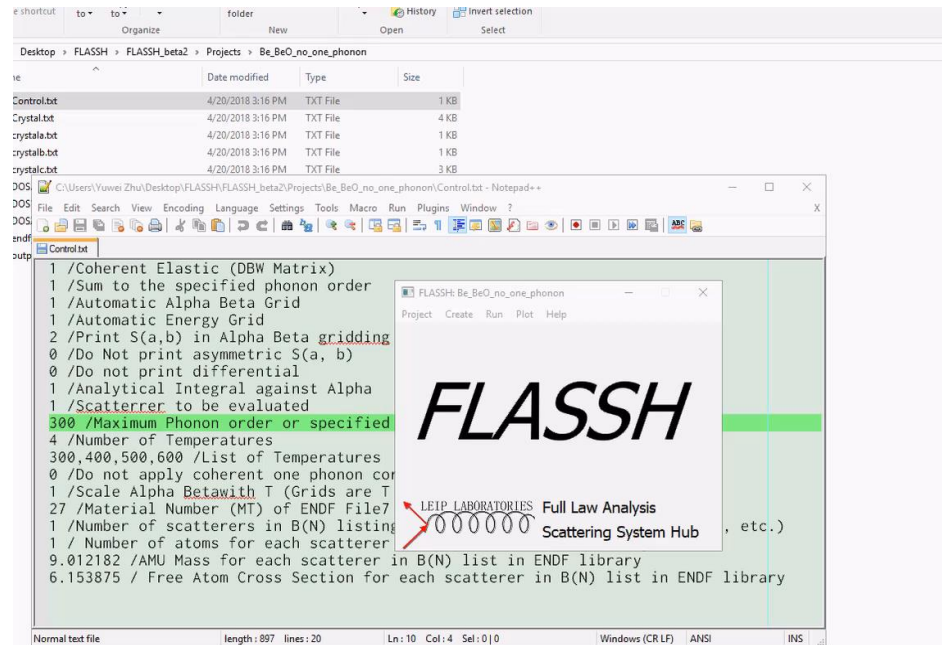 e shortcut to to folder History Invert selection
Organize New Open Select
Desktop > FLASSH > FLASSH_beta2 > Projects > Be_BeO_no_one_phonon
Date modified Type Size
Control.txt 4/20/2018 3:16 PM TXT File 1 KB
Crystal.txt 4/20/2018 3:16 PM TXT File 4 KB
crystala.txt 4/20/2018 3:16 PM TXT File 1 KB
crystalb.txt 4/20/2018 3:16 PM TXT File 1 KB
crystalc.txt 4/20/2018 3:16 PM TXT File 3 KB
DOS
DOS
DOS
endf
outp
C:\Users\Yuwei Zhu\Desktop\FLASSH\FLASSH_beta2\Projects\Be_BeO_no_one_phonon\Control.txt - Notepad++
File Edit Search View Encoding Language Settings Tools Macro Run Plugins Window ? X
Control.txt
1 /Coherent Elastic (DBW Matrix)
1 /Sum to the specified phonon order
1 /Automatic Alpha Beta Grid
1 /Automatic Energy Grid
2 /Print S(a,b) in Alpha Beta gridding
0 /Do Not print asymmetric S(a, b)
0 /Do not print differential
1 /Analytical Integral against Alpha
1 /Scatterrer to be evaluated
300 /Maximum Phonon order or specified
4 /Number of Temperatures
300,400,500,600 /List of Temperatures
0 /Do not apply coherent one phonon cor
1 /Scale Alpha Betawith T (Grids are T
27 /Material Number (MT) of ENDF File7
1 /Number of scatterers in B(N) listing , etc.)
1 / Number of atoms for each scatterer
9.012182 /AMU Mass for each scatterer in B(N) list in ENDF library
6.153875 / Free Atom Cross Section for each scatterer in B(N) list in ENDF library
Normal text file length : 897 lines : 20 Ln : 10 Col : 4 Sel : 0 | 0 Windows (CR LF) ANSI INS
FLASSH: Be_BeO_no_one_phonon
Project Create Run Plot Help
FLASSH
LEIP LABORATORIES
Full Law Analysis
Scattering System Hub